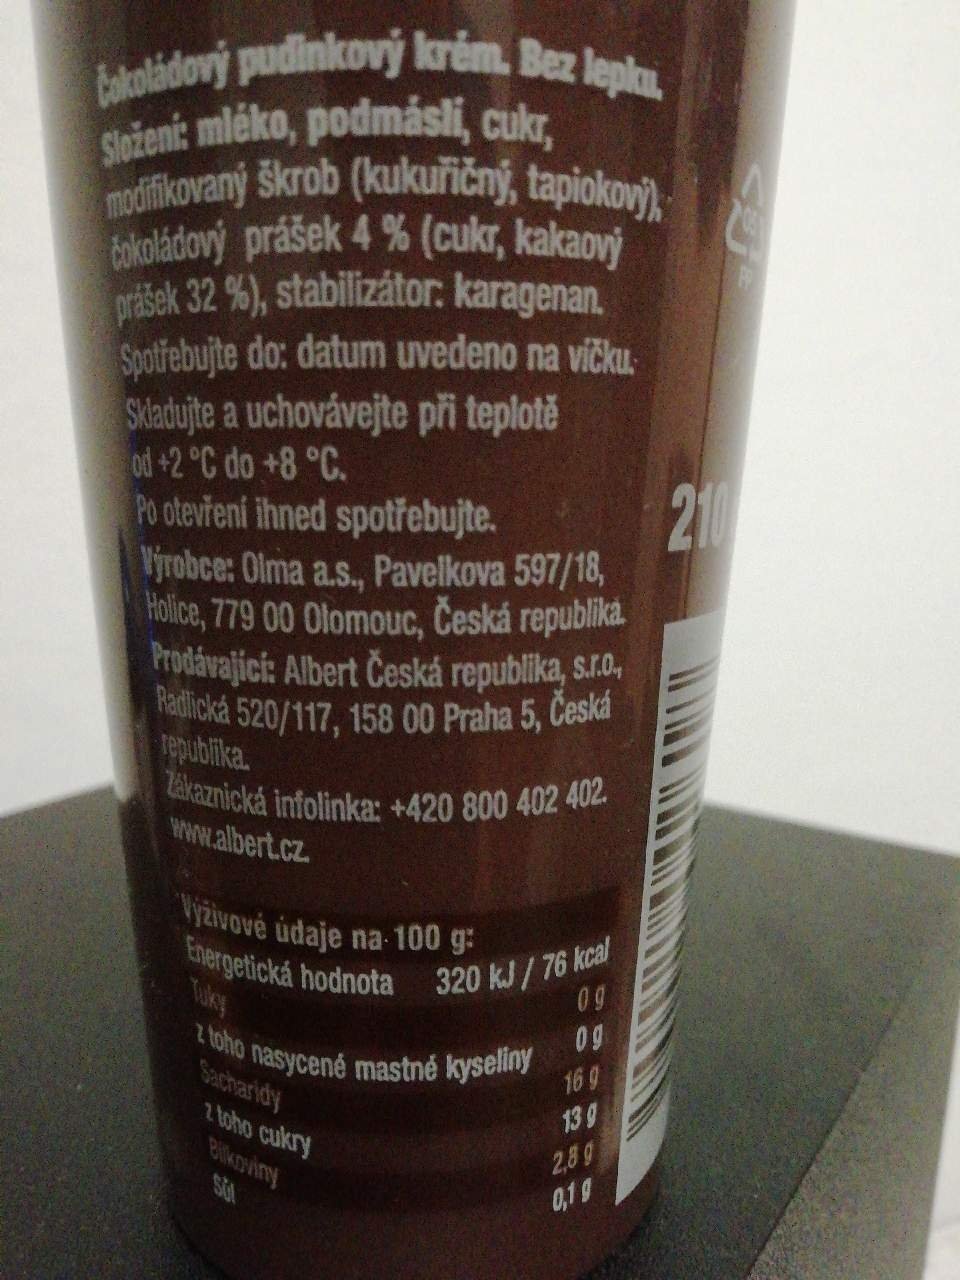 Čokoládový pudinkový krém. Bez lepku.
Složení: mléko, podmáslí, cukr,
modifikovaný škrob (kukuřičný, tapiokový),
čokoládový prášek 4 % (cukr, kakaový
prášek 32 %), stabilizátor: karagenan.
Spotřebujte do: datum uvedeno na víčku.
Skladujte a uchovávejte při teplotě
od +2 °C do +8 °C.
Po otevření ihned spotřebujte.
Výrobce: Olma a.s., Pavelkova 597/18,
Holice, 779 00 Olomouc, Česká republika.
Prodávající: Albert Česká republika, s.r.o.,
Radlická 520/117, 158 00 Praha 5, Česká
republika.
Zákaznická infolinka: +420 800 402 402.
www.albert.cz.
Výživové údaje na 100 g:
Energetická hodnota 320 kJ / 76 kcal
Tuky 0 g
z toho nasycené mastné kyseliny 0 g
Sacharidy 16 g
z toho cukry 13 g
Bílkoviny 2,8 g
Sůl 0,1 g
05
PP
210